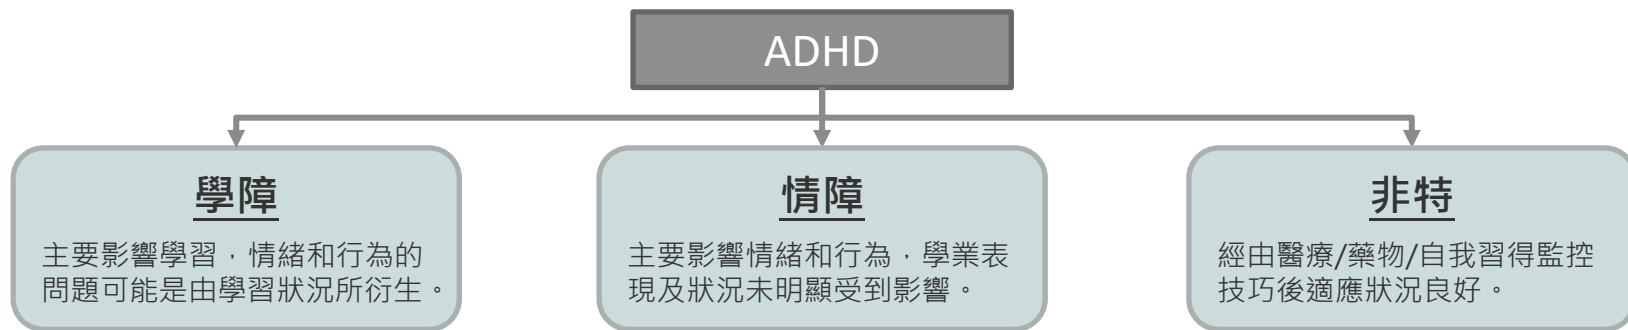 ADHD
學障
主要影響學習，情緒和行為的
問題可能是由學習狀況所衍生。
情障
主要影響情緒和行為，學業表
現及狀況未明顯受到影響。
非特
經由醫療/藥物/自我習得監控
技巧後適應狀況良好。